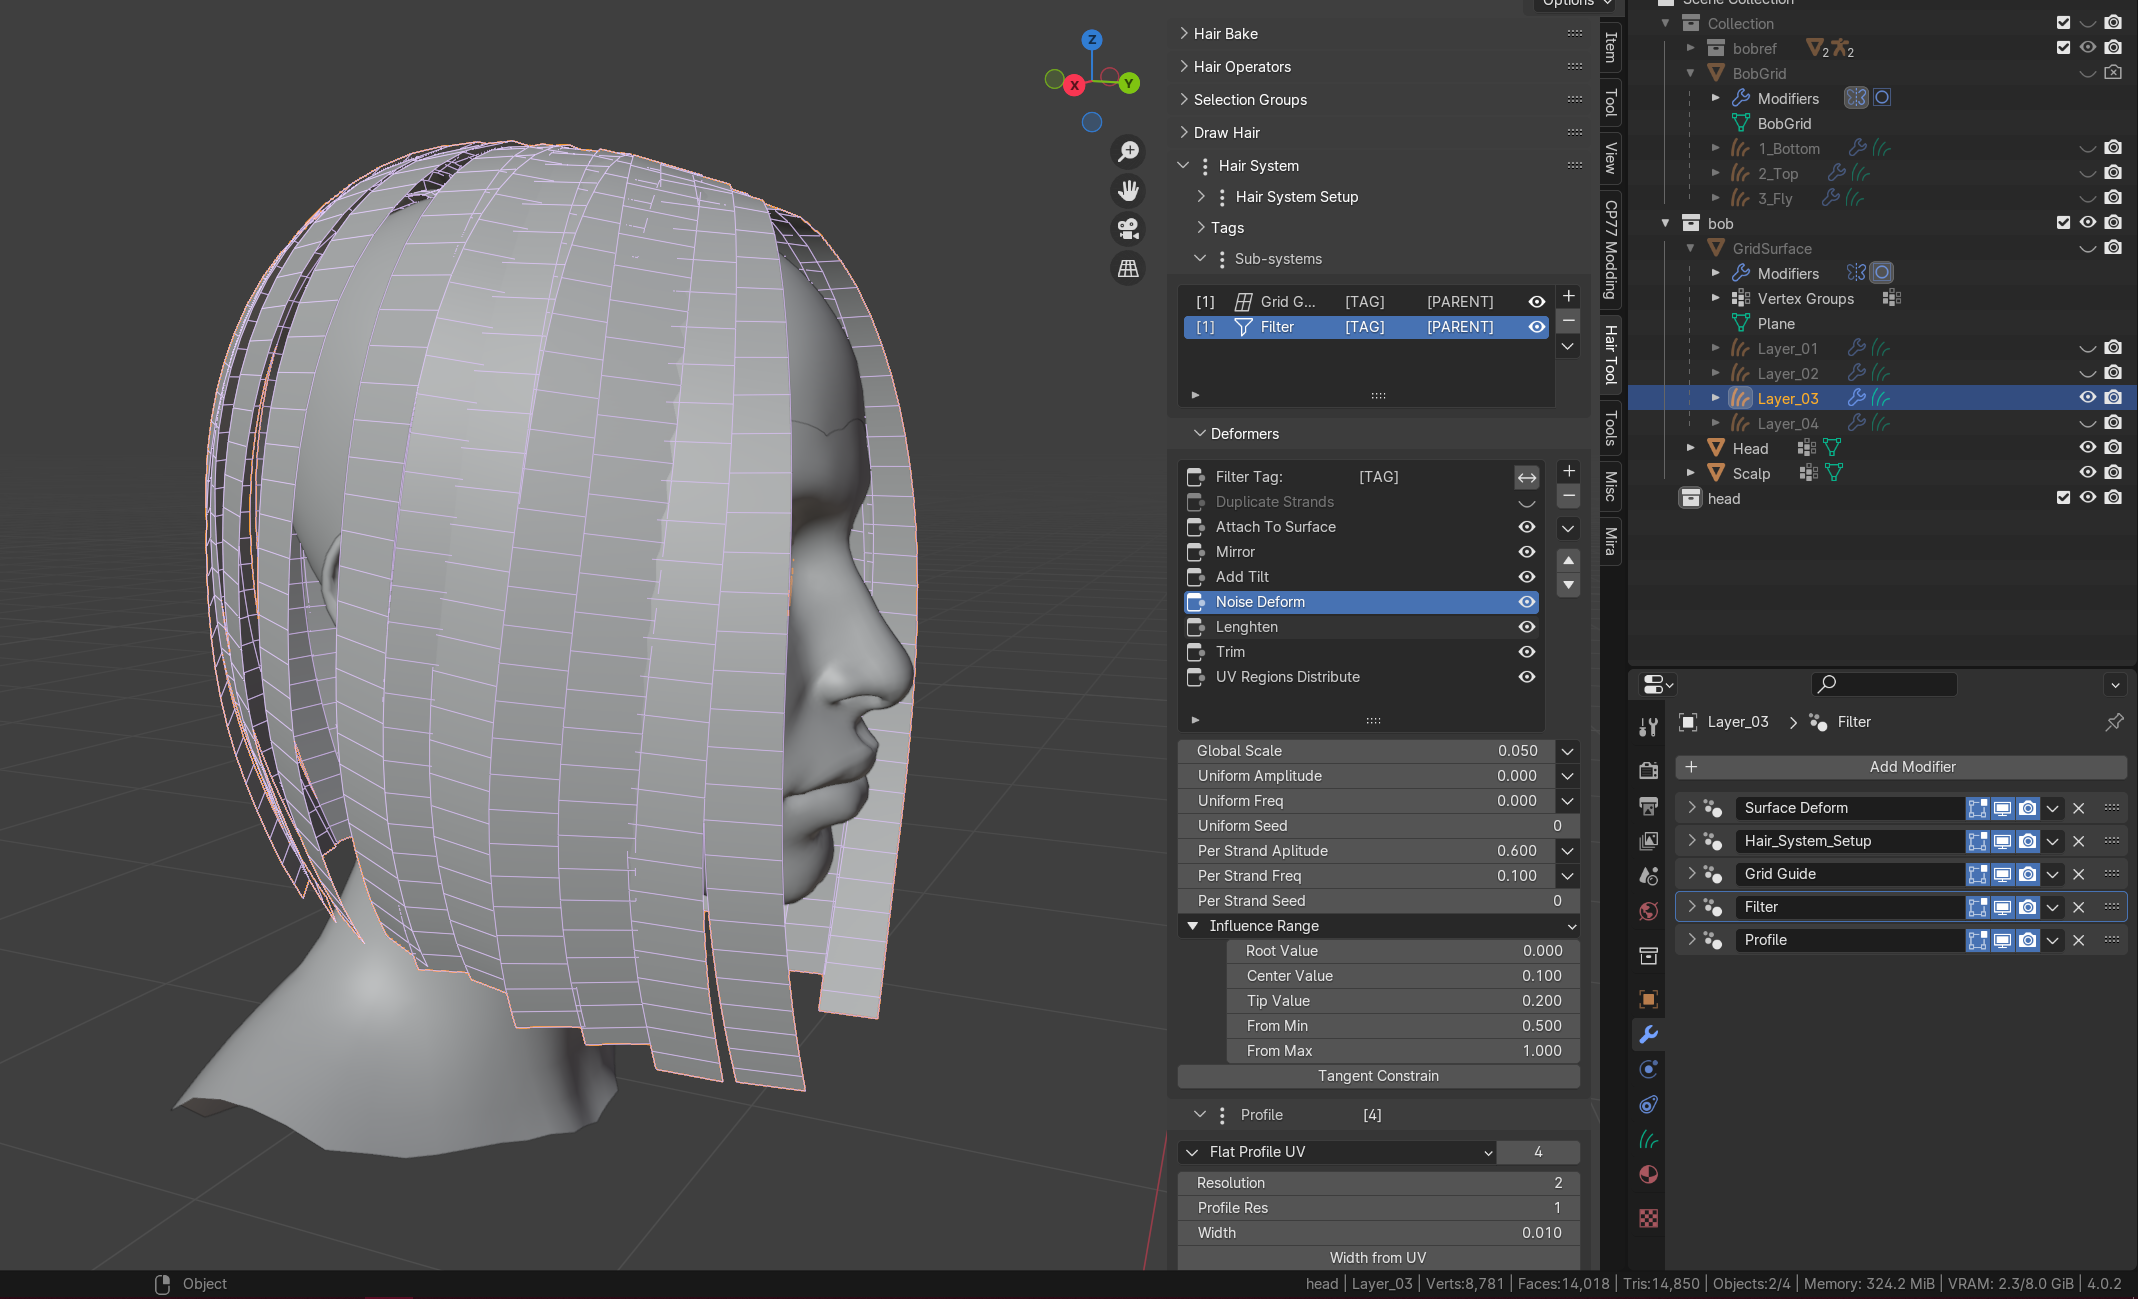 Options
Z
X
Y
Hair Bake
Hair Operators
Selection Groups
Draw Hair
Hair System
Hair System Setup
Tags
Sub-systems
[1] Grid G... [TAG] [PARENT]
[1] Filter [TAG] [PARENT]
Deformers
Filter Tag: [TAG]
Duplicate Strands
Attach To Surface
Mirror
Add Tilt
Noise Deform
Lenghten
Trim
UV Regions Distribute
Global Scale 0.050
Uniform Amplitude 0.000
Uniform Freq 0.000
Uniform Seed 0
Per Strand Aplitude 0.600
Per Strand Freq 0.100
Per Strand Seed 0
Influence Range
Root Value 0.000
Center Value 0.100
Tip Value 0.200
From Min 0.500
From Max 1.000
Tangent Constrain
Profile [4]
Flat Profile UV 4
Resolution 2
Profile Res 1
Width 0.010
Width from UV
Item
Tool
View
CP77 Modding
Hair Tool
Tools
Misc
Mira
Scene Collection
Collection
bobref 2 2
BobGrid
Modifiers
BobGrid
1_Bottom
2_Top
3_Fly
bob
GridSurface
Modifiers
Vertex Groups
Plane
Layer_01
Layer_02
Layer_03
Layer_04
Head
Scalp
head
Layer_03 Filter
Add Modifier
Surface Deform
Hair_System_Setup
Grid Guide
Filter
Profile
Object
head | Layer_03 | Verts:8,781 | Faces:14,018 | Tris:14,850 | Objects:2/4 | Memory: 324.2 MiB | VRAM: 2.3/8.0 GiB | 4.0.2